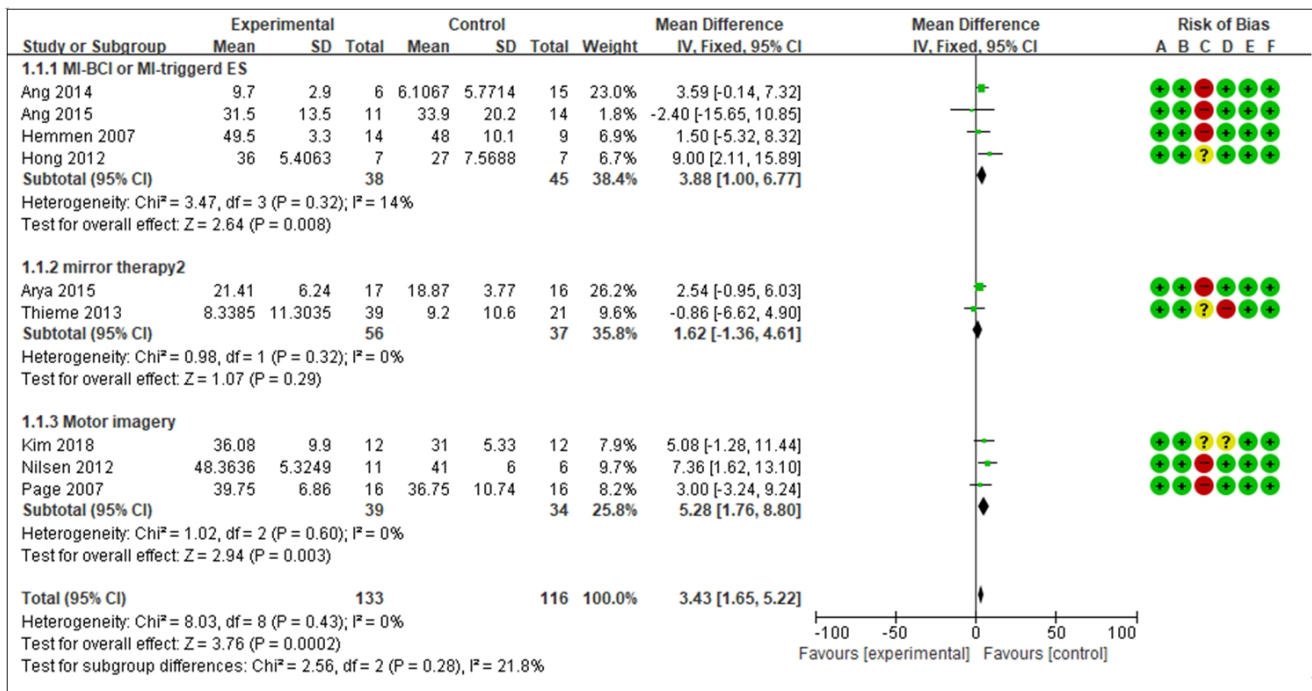 Experimental Control Mean Difference Mean Difference Risk of Bias
Study or Subgroup Mean SD Total Mean SD Total Weight IV, Fixed, 95% CI IV, Fixed, 95% CI A B C D E F
1.1.1 MI-BCI or MI-triggerd ES
Ang 2014 9.7 2.9 6 6.1067 5.7714 15 23.0% 3.59 [-0.14, 7.32] + + - + + +
Ang 2015 31.5 13.5 11 33.9 20.2 14 1.8% -2.40 [-15.65, 10.85] + + - + + +
Hemmen 2007 49.5 3.3 14 48 10.1 9 6.9% 1.50 [-5.32, 8.32] + + - + + +
Hong 2012 36 5.4063 7 27 7.5688 7 6.7% 9.00 [2.11, 15.89] + + ? + + +
Subtotal (95% CI) 38 45 38.4% 3.88 [1.00, 6.77]
Heterogeneity: Chi² = 3.47, df = 3 (P = 0.32); I² = 14%
Test for overall effect: Z = 2.64 (P = 0.008)
1.1.2 mirror therapy2
Arya 2015 21.41 6.24 17 18.87 3.77 16 26.2% 2.54 [-0.95, 6.03] + + - + + +
Thieme 2013 8.3385 11.3035 39 9.2 10.6 21 9.6% -0.86 [-6.62, 4.90] + + ? - + +
Subtotal (95% CI) 56 37 35.8% 1.62 [-1.36, 4.61]
Heterogeneity: Chi² = 0.98, df = 1 (P = 0.32); I² = 0%
Test for overall effect: Z = 1.07 (P = 0.29)
1.1.3 Motor imagery
Kim 2018 36.08 9.9 12 31 5.33 12 7.9% 5.08 [-1.28, 11.44] + + ? ? + +
Nilsen 2012 48.3636 5.3249 11 41 6 6 9.7% 7.36 [1.62, 13.10] + + - + + +
Page 2007 39.75 6.86 16 36.75 10.74 16 8.2% 3.00 [-3.24, 9.24] + + - + + +
Subtotal (95% CI) 39 34 25.8% 5.28 [1.76, 8.80]
Heterogeneity: Chi² = 1.02, df = 2 (P = 0.60); I² = 0%
Test for overall effect: Z = 2.94 (P = 0.003)
Total (95% CI) 133 116 100.0% 3.43 [1.65, 5.22]
Heterogeneity: Chi² = 8.03, df = 8 (P = 0.43); I² = 0%
Test for overall effect: Z = 3.76 (P = 0.0002)
Test for subgroup differences: Chi² = 2.56, df = 2 (P = 0.28), I² = 21.8%
-100 -50 0 50 100
Favours [experimental] Favours [control]